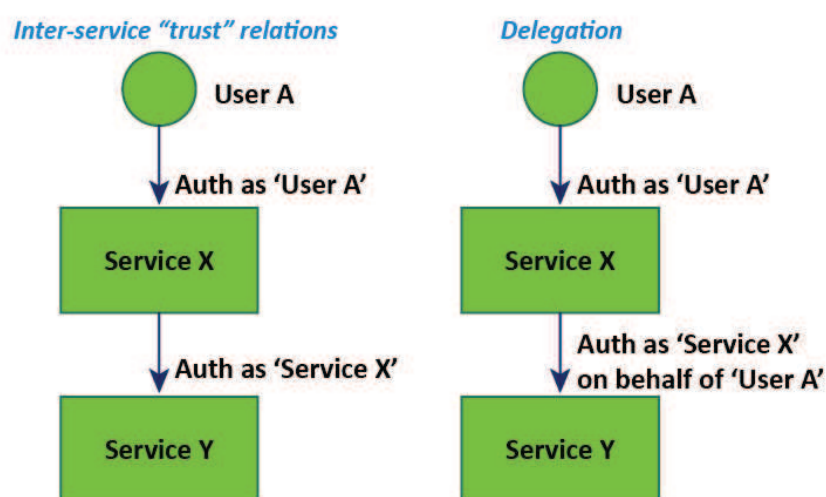 Inter-service “trust” relations
User A
Auth as ‘User A’
Service X
Auth as ‘Service X’
Service Y
Delegation
User A
Auth as ‘User A’
Service X
Auth as ‘Service X’
on behalf of ‘User A’
Service Y